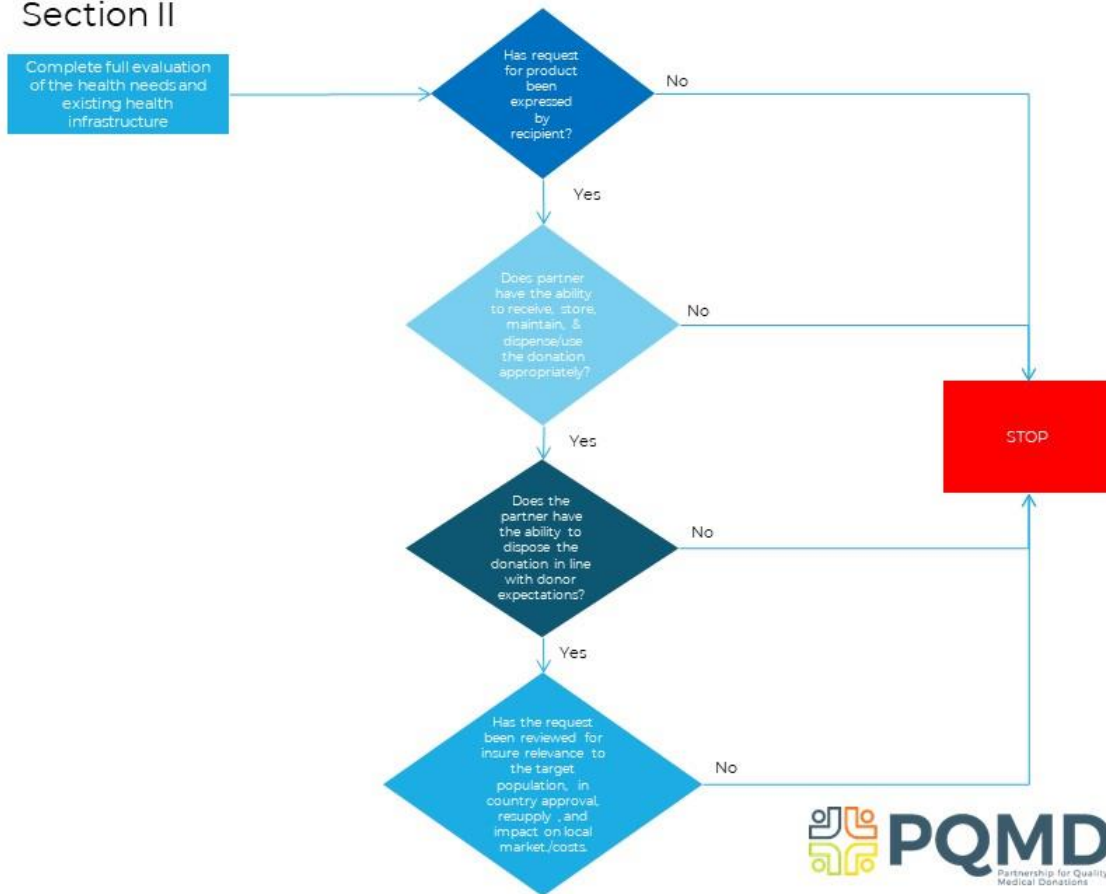 Section II
Complete full evaluation
of the health needs and
existing health
infrastructure
Has request
for product
been
expressed
by
recipient?
No
Yes
Does partner
have the ability
to receive, store,
maintain, &
dispense/use
the donation
appropriately?
No
Yes
STOP
Does the
partner have
the ability to
dispose the
donation in line
with donor
expectations?
No
Yes
Has the request
been reviewed for
insure relevance to
the target
population, in
country approval,
resupply , and
impact on local
market./costs.
No
PQMD
Partnership for Quality
Medical Donations